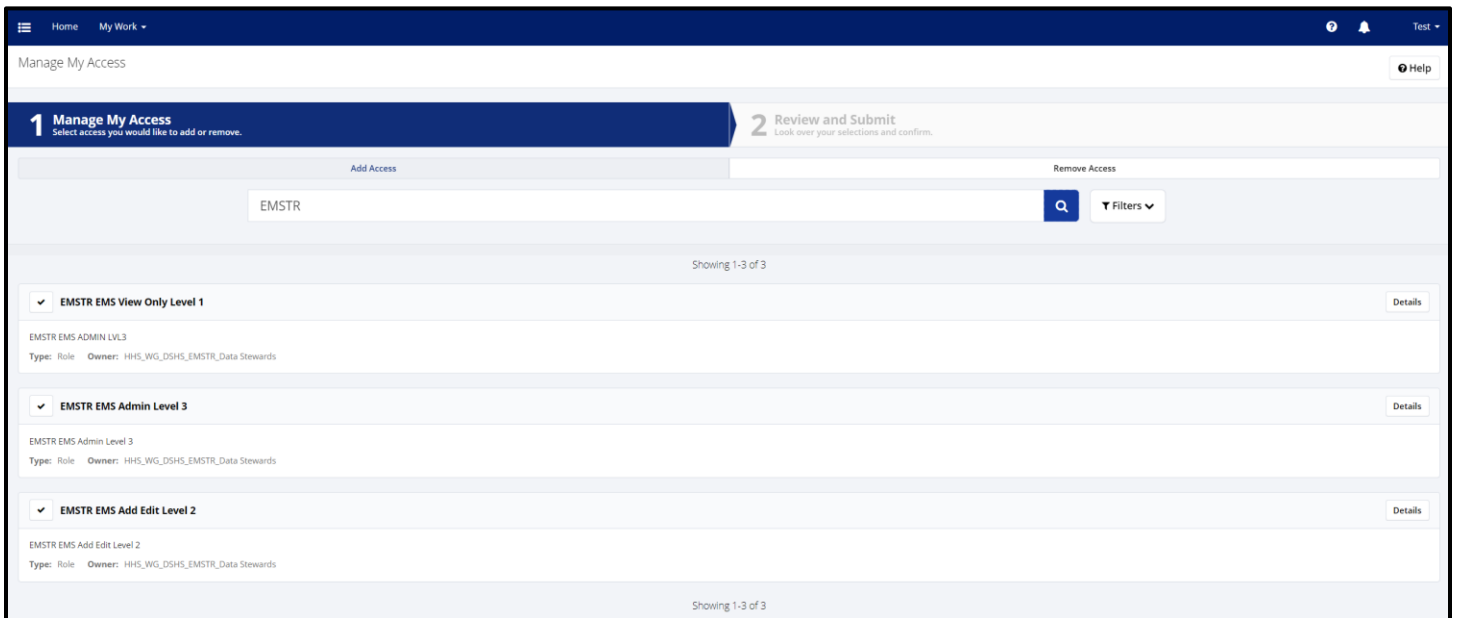 Home My Work Test
Manage My Access Help
1 Manage My Access
Select access you would like to add or remove.
2 Review and Submit
Look over your selections and confirm.
Add Access Remove Access
EMSTR Filters
Showing 1-3 of 3
EMSTR EMS View Only Level 1 Details
EMSTR EMS ADMIN LVL3
Type: Role Owner: HHS_WG_DSHS_EMSTR_Data Stewards
EMSTR EMS Admin Level 3 Details
EMSTR EMS Admin Level 3
Type: Role Owner: HHS_WG_DSHS_EMSTR_Data Stewards
EMSTR EMS Add Edit Level 2 Details
EMSTR EMS Add Edit Level 2
Type: Role Owner: HHS_WG_DSHS_EMSTR_Data Stewards
Showing 1-3 of 3